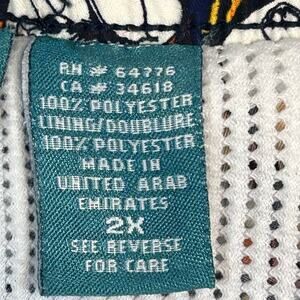 RN # 64776
CA # 34618
100% POLYESTER
LINING/DOUBLURE
100% POLYESTER
MADE IN
UNITED ARAB
EMIRATES
2X
SEE REVERSE
FOR CARE